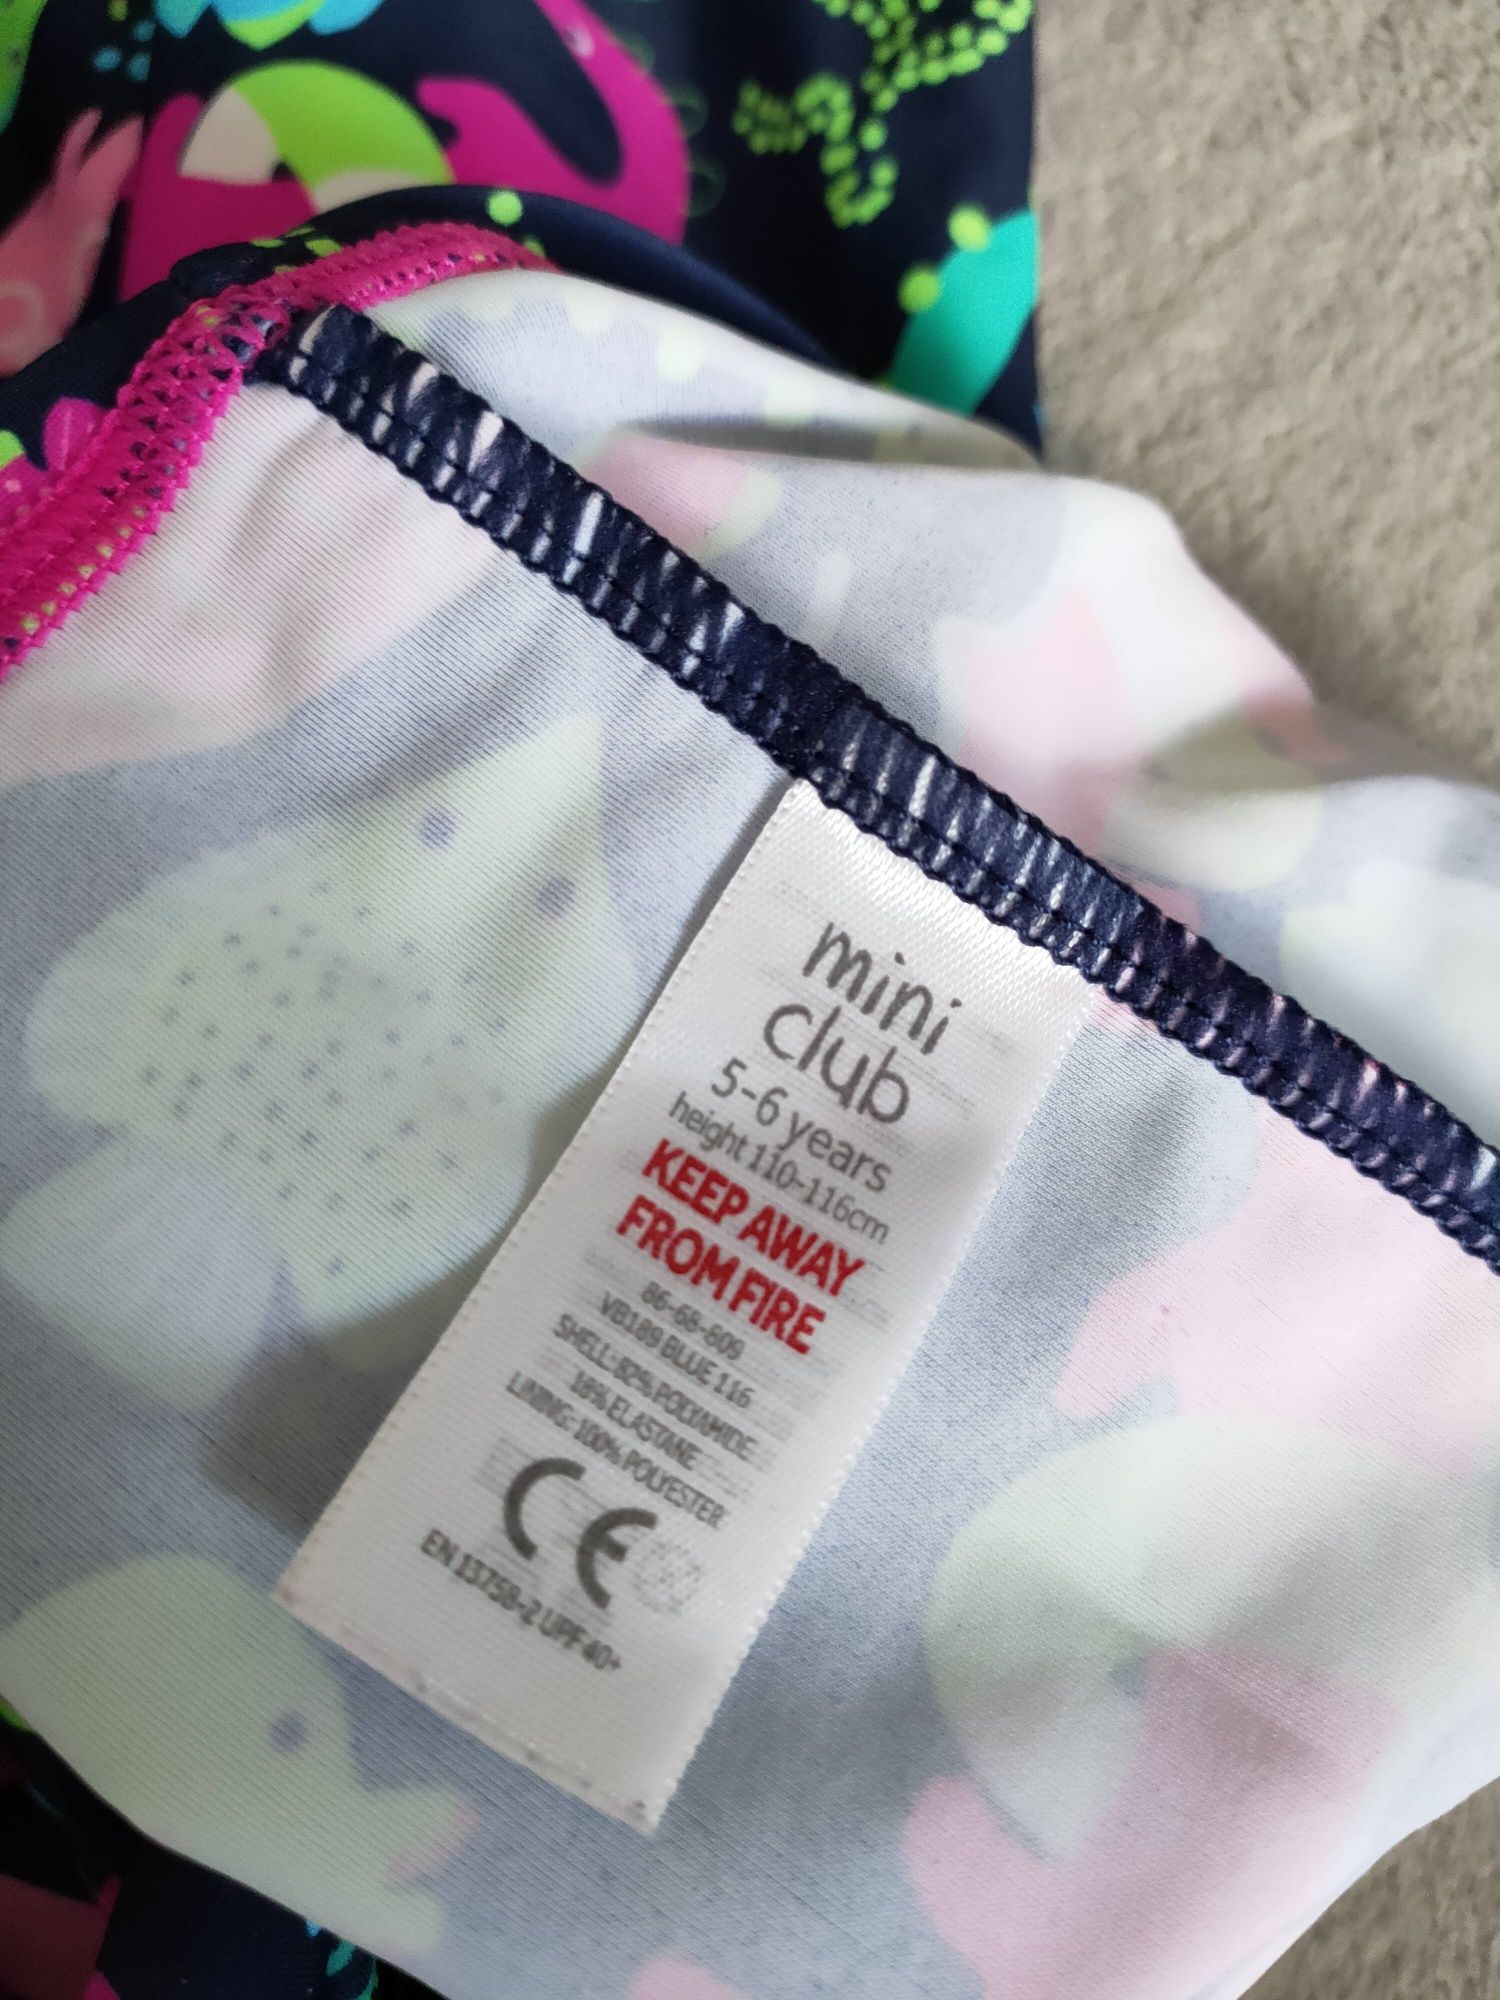 mini
club
5-6 years
height 110-116cm
KEEP AWAY
FROM FIRE
86-68-609
VB189 BLUE 116
SHELL: 82% POLYAMIDE
18% ELASTANE
LINING: 100% POLYESTER
CE
EN 13758-2 UPF 40+